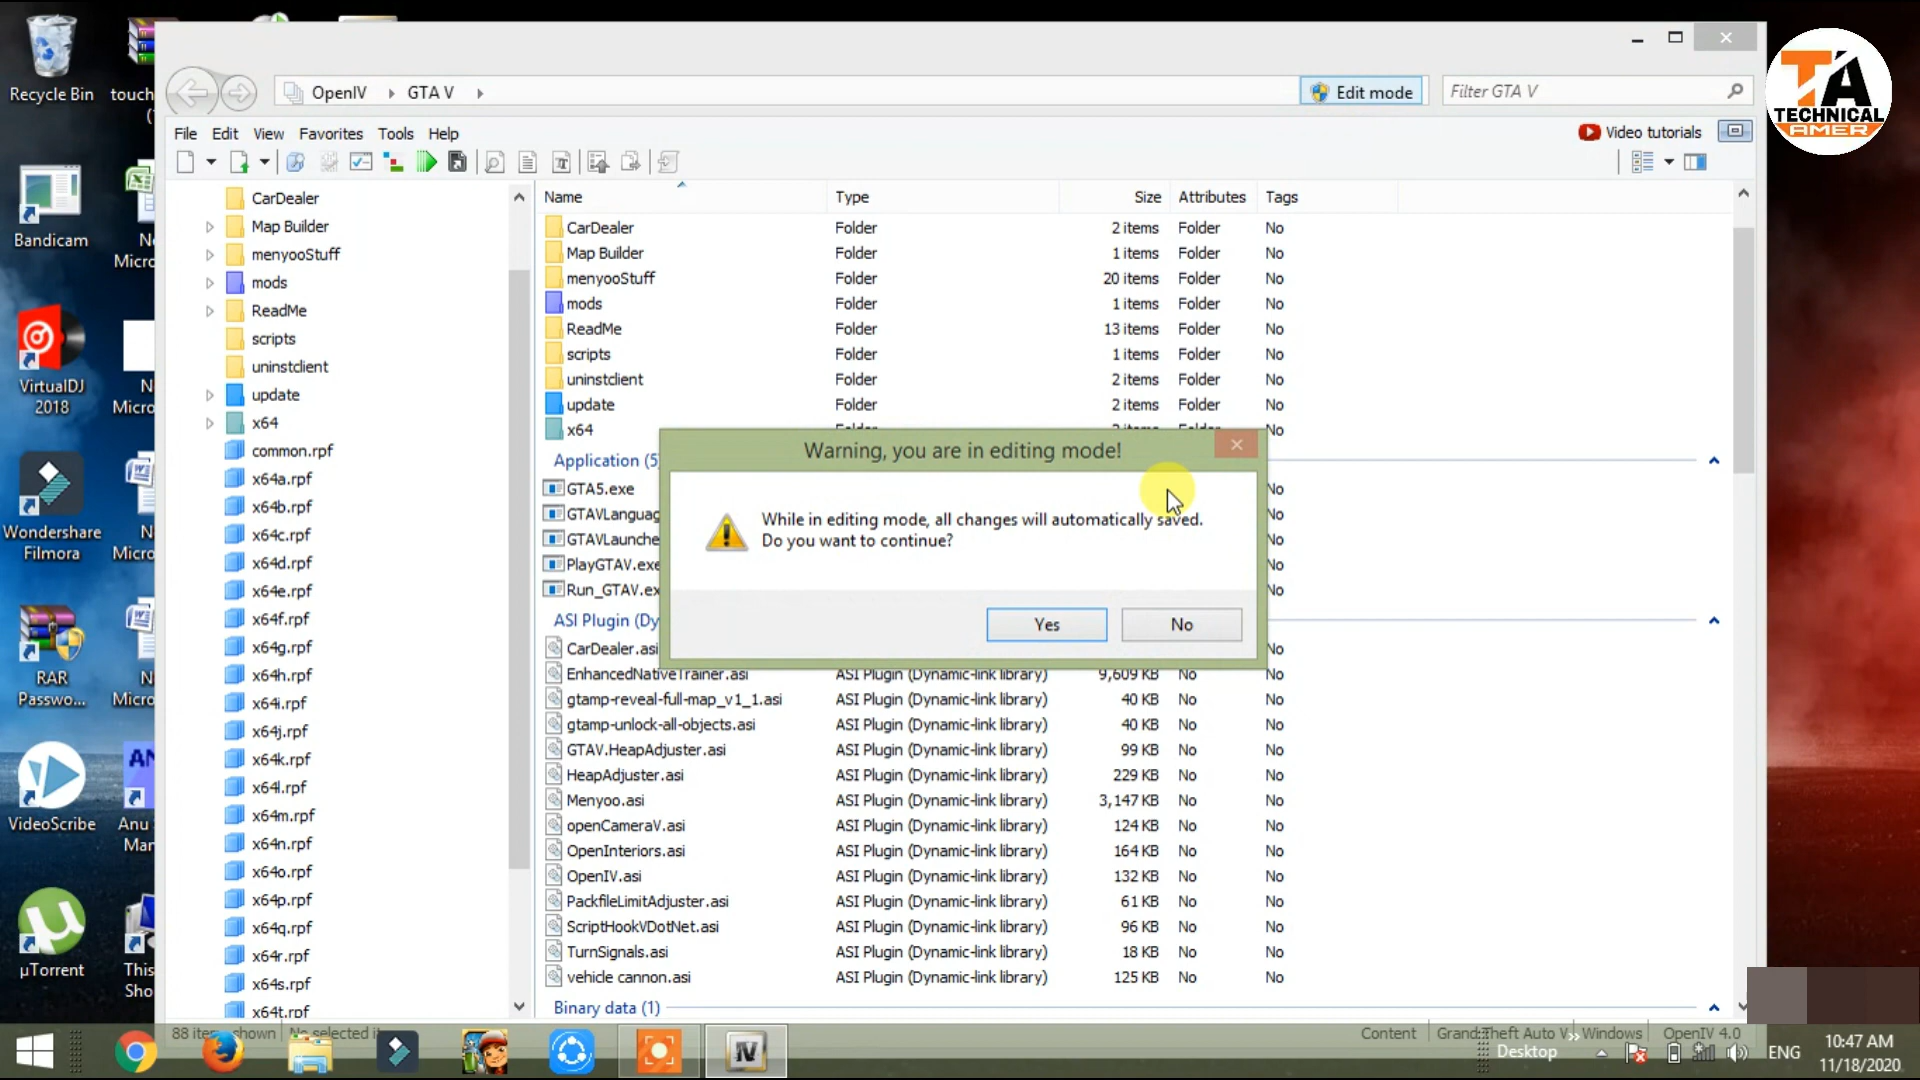 Recycle Bin
touch
(
Bandicam
N
Micro
VirtualDJ
2018
N
Micro
Wondershare
Filmora
N
Micro
RAR
Passwo...
N
Micro
VideoScribe
Anu
Mar
µTorrent
This
Sho
TA
TECHNICAL
AMER
OpenIV
GTA V
Edit mode
Filter GTA V
File Edit View Favorites Tools Help
Video tutorials
CarDealer
Map Builder
menyooStuff
mods
ReadMe
scripts
uninstclient
update
x64
common.rpf
x64a.rpf
x64b.rpf
x64c.rpf
x64d.rpf
x64e.rpf
x64f.rpf
x64g.rpf
x64h.rpf
x64i.rpf
x64j.rpf
x64k.rpf
x64l.rpf
x64m.rpf
x64n.rpf
x64o.rpf
x64p.rpf
x64q.rpf
x64r.rpf
x64s.rpf
x64t.rpf
Name Type Size Attributes Tags
CarDealer Folder 2 items Folder No
Map Builder Folder 1 items Folder No
menyooStuff Folder 20 items Folder No
mods Folder 1 items Folder No
ReadMe Folder 13 items Folder No
scripts Folder 1 items Folder No
uninstclient Folder 2 items Folder No
update Folder 2 items Folder No
x64 Folder 2 items Folder No
Application (5)
GTA5.exe No
GTAVLanguag No
GTAVLaunche No
PlayGTAV.exe No
Run_GTAV.ex No
ASI Plugin (Dy
CarDealer.asi No
EnhancedNativeTrainer.asi ASI Plugin (Dynamic-link library) 9,609 KB No No
gtamp-reveal-full-map_v1_1.asi ASI Plugin (Dynamic-link library) 40 KB No No
gtamp-unlock-all-objects.asi ASI Plugin (Dynamic-link library) 40 KB No No
GTAV.HeapAdjuster.asi ASI Plugin (Dynamic-link library) 99 KB No No
HeapAdjuster.asi ASI Plugin (Dynamic-link library) 229 KB No No
Menyoo.asi ASI Plugin (Dynamic-link library) 3,147 KB No No
openCameraV.asi ASI Plugin (Dynamic-link library) 124 KB No No
OpenInteriors.asi ASI Plugin (Dynamic-link library) 164 KB No No
OpenIV.asi ASI Plugin (Dynamic-link library) 132 KB No No
PackfileLimitAdjuster.asi ASI Plugin (Dynamic-link library) 61 KB No No
ScriptHookVDotNet.asi ASI Plugin (Dynamic-link library) 96 KB No No
TurnSignals.asi ASI Plugin (Dynamic-link library) 18 KB No No
vehicle cannon.asi ASI Plugin (Dynamic-link library) 125 KB No No
Binary data (1)
Warning, you are in editing mode!
While in editing mode, all changes will automatically saved.
Do you want to continue?
Yes No
88 items shown No selected it
Content Grand Theft Auto V Windows OpenIV 4.0
IV
Desktop
ENG
10:47 AM
11/18/2020